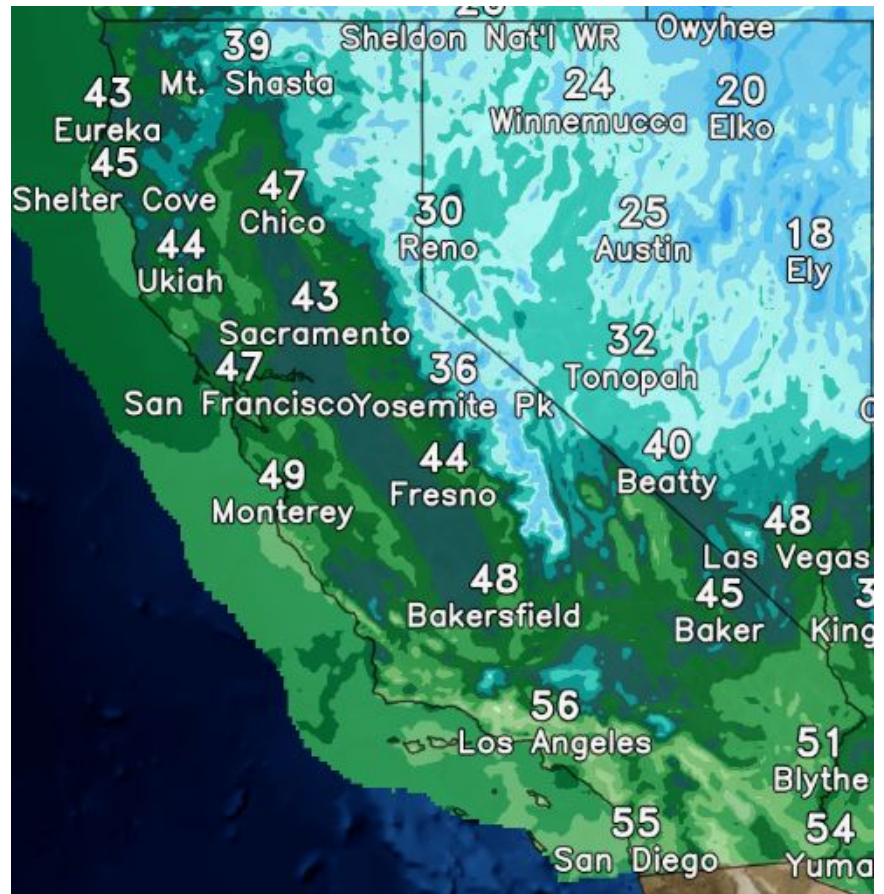 Sheldon Nat'l WR
Owyhee
39
Mt. Shasta
43
Eureka
24
Winnemucca
20
Elko
45
Shelter Cove
47
Chico
30
Reno
25
Austin
18
Ely
44
Ukiah
43
Sacramento
32
Tonopah
47
San Francisco
36
Yosemite Pk
49
Monterey
44
Fresno
40
Beatty
48
Las Vegas
48
Bakersfield
45
Baker
3
King
56
Los Angeles
51
Blythe
55
San Diego
54
Yuma